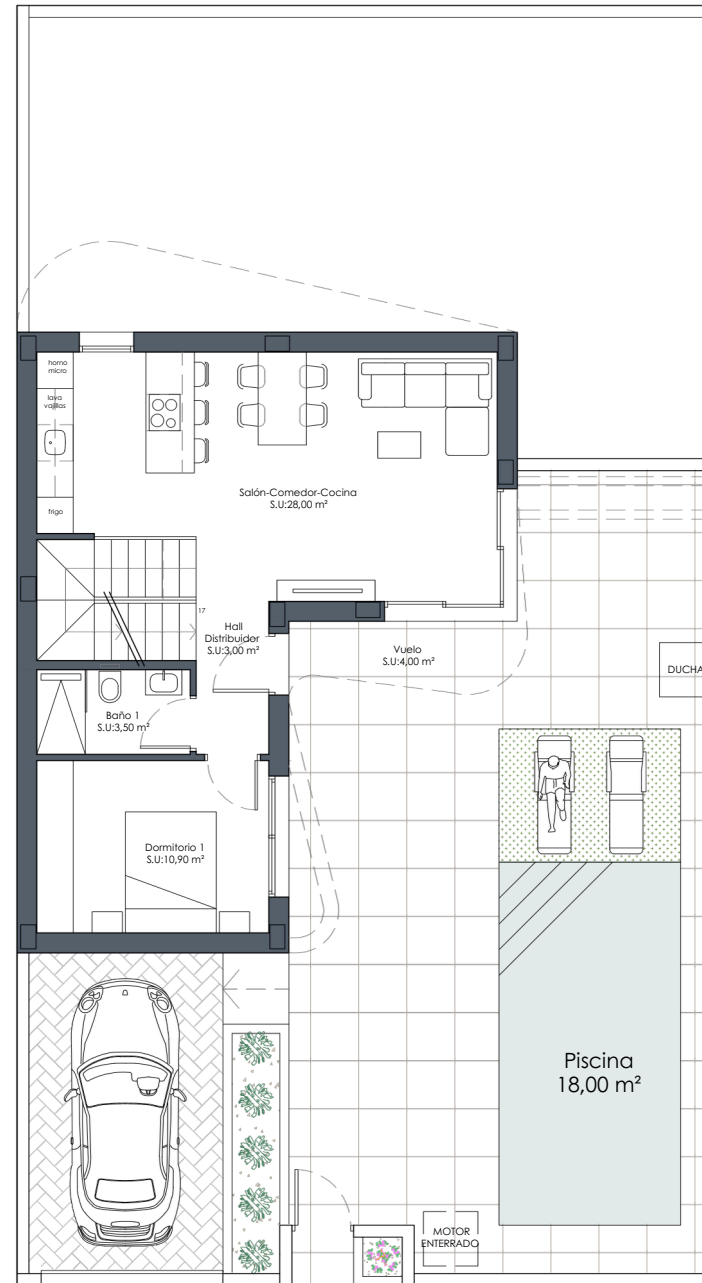 horno
micro
lava
vajillas
frigo
Salón-Comedor-Cocina
S.U:28,00 m²
17
Hall
Distribuider
S.U:3,00 m²
Vuelo
S.U:4,00 m²
DUCHA
Baño 1
S.U:3,50 m²
Dormitorio 1
S.U:10,90 m²
Piscina
18,00 m²
MOTOR
ENTERRADO